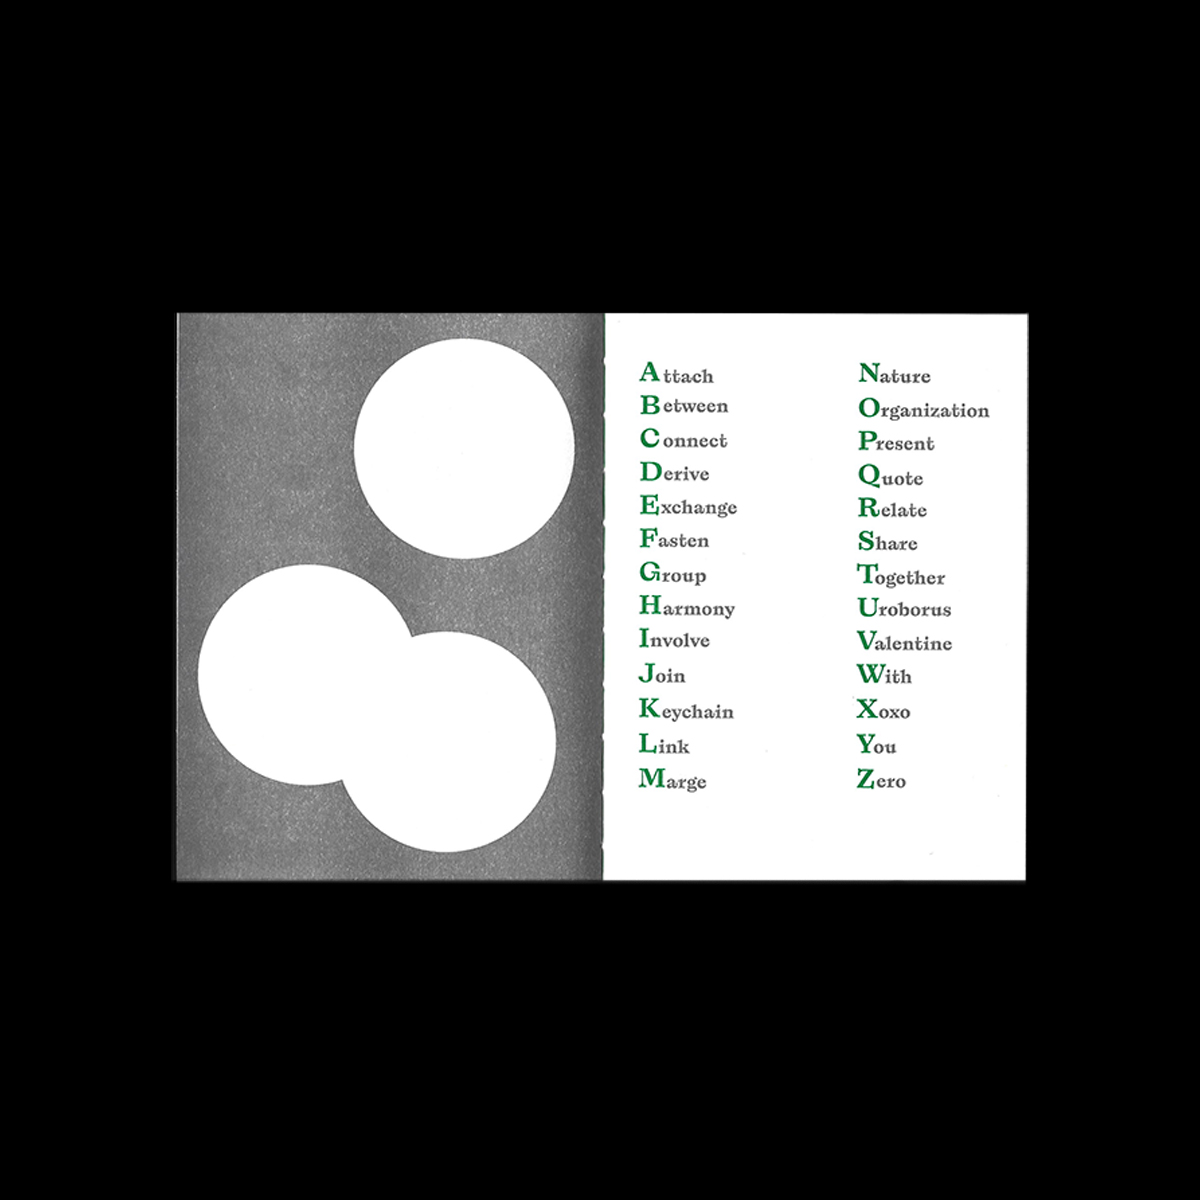 Attach
Between
Connect
Derive
Exchange
Fasten
Group
Harmony
Involve
Join
Keychain
Link
Marge
Nature
Organization
Present
Quote
Relate
Share
Together
Uroborus
Valentine
With
Xoxo
You
Zero